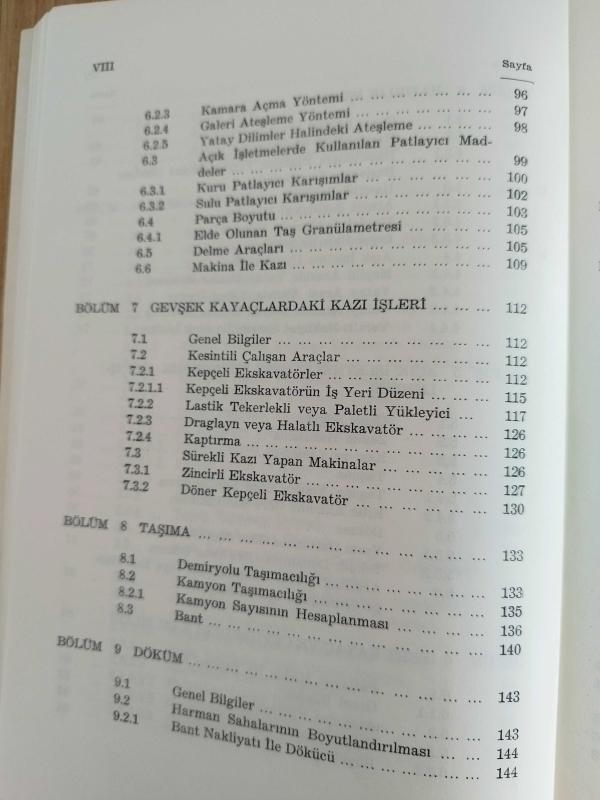 VIII Sayfa
6.2.3 Kamara Açma Yöntemi ... ... ... ... ... ... ... 96
6.2.4 Galeri Ateşleme Yöntemi ... ... ... ... ... ... 97
6.2.5 Yatay Dilimler Halindeki Ateşleme ... ... ... ... 98
6.3 Açık İşletmelerde Kullanılan Patlayıcı Mad-
deler ... ... ... ... ... ... ... ... ... ... ... 99
6.3.1 Kuru Patlayıcı Karışımlar ... ... ... ... ... ... 100
6.3.2 Sulu Patlayıcı Karışımlar ... ... ... ... ... ... 102
6.4 Parça Boyutu ... ... ... ... ... ... ... ... ... 103
6.4.1 Elde Olunan Taş Granülametresi ... ... ... ... 105
6.5 Delme Araçları ... ... ... ... ... ... ... ... ... 105
6.6 Makina İle Kazı ... ... ... ... ... ... ... ... 109
BÖLÜM 7 GEVŞEK KAYAÇLARDAKİ KAZI İŞLERİ ... ... ... 112
7.1 Genel Bilgiler ... ... ... ... ... ... ... ... ... 112
7.2 Kesintili Çalışan Araçlar ... ... ... ... ... ... 112
7.2.1 Kepçeli Ekskavatörler ... ... ... ... ... ... ... 112
7.2.1.1 Kepçeli Ekskavatörün İş Yeri Düzeni ... ... ... 115
7.2.2 Lastik Tekerlekli veya Paletli Yükleyici ... ... 117
7.2.3 Draglayn veya Halatlı Ekskavatör ... ... ... ... 126
7.2.4 Kaptırma ... ... ... ... ... ... ... ... ... ... 126
7.3 Sürekli Kazı Yapan Makinalar ... ... ... ... ... 126
7.3.1 Zincirli Ekskavatör ... ... ... ... ... ... ... 127
7.3.2 Döner Kepçeli Ekskavatör ... ... ... ... ... ... 130
BÖLÜM 8 TAŞIMA ... ... ... ... ... ... ... ... ... ... ... 133
8.1 Demiryolu Taşımacılığı ... ... ... ... ... ... ... 133
8.2 Kamyon Taşımacılığı ... ... ... ... ... ... ... 135
8.2.1 Kamyon Sayısının Hesaplanması ... ... ... ... 136
8.3 Bant ... ... ... ... ... ... ... ... ... ... ... 140
BÖLÜM 9 DÖKÜM ... ... ... ... ... ... ... ... ... ... ... 143
9.1 Genel Bilgiler ... ... ... ... ... ... ... ... ... 143
9.2 Harman Sahalarının Boyutlandırılması ... ... ... 144
9.2.1 Bant Nakliyatı İle Dökücü ... ... ... ... ... ... 144